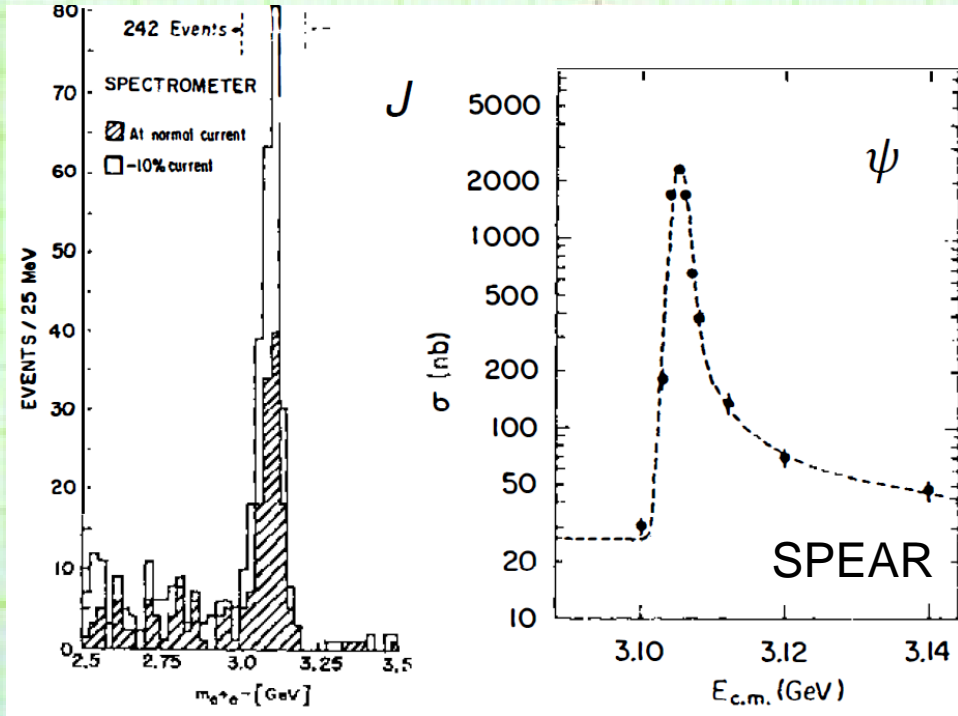 80
242 Events
70
SPECTROMETER
J
At normal current
-10% current
60
50
40
30
20
10
0
EVENTS / 25 MeV
2.5
2.75
3.0
3.25
3.5
m e+e- [GeV]
5000
ψ
2000
1000
500
200
100
50
20
10
σ (nb)
SPEAR
3.10
3.12
3.14
E c.m. (GeV)